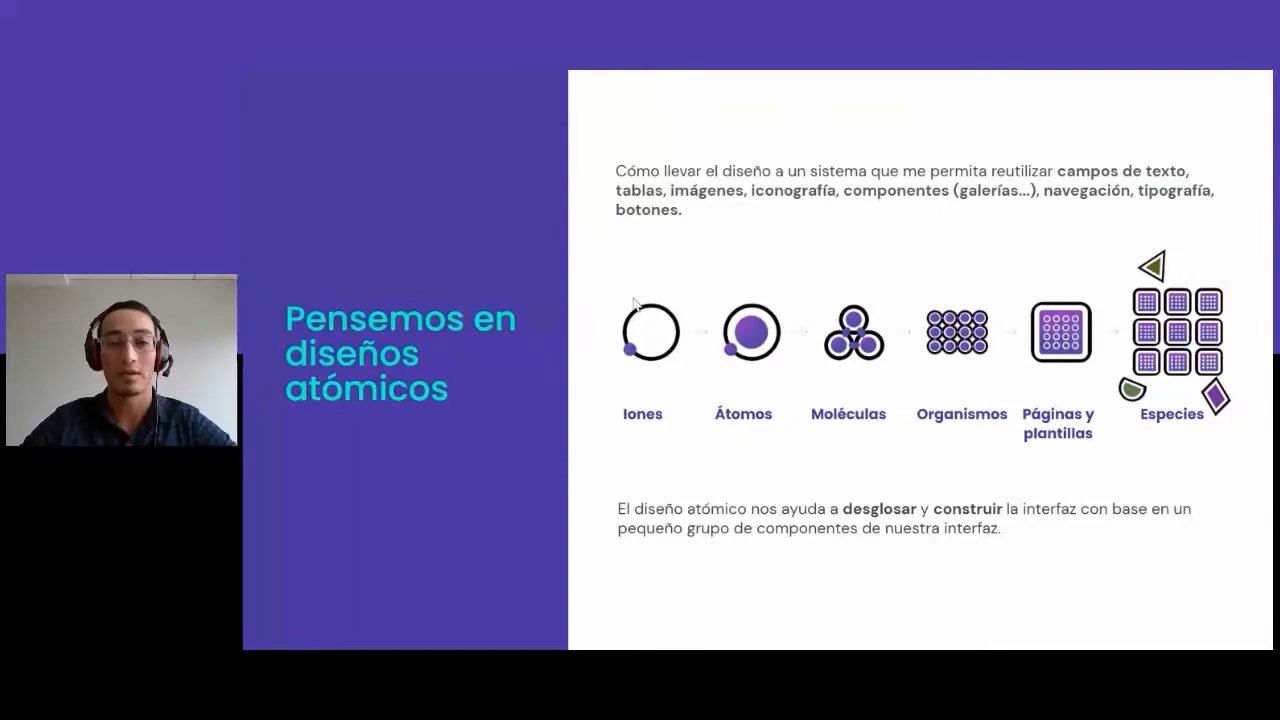 Pensemos en
diseños
atómicos
Cómo llevar el diseño a un sistema que me permita reutilizar campos de texto,
tablas, imágenes, iconografía, componentes (galerías...), navegación, tipografía,
botones.
Iones
Átomos
Moléculas
Organismos
Páginas y
plantillas
Especies
El diseño atómico nos ayuda a desglosar y construir la interfaz con base en un
pequeño grupo de componentes de nuestra interfaz.